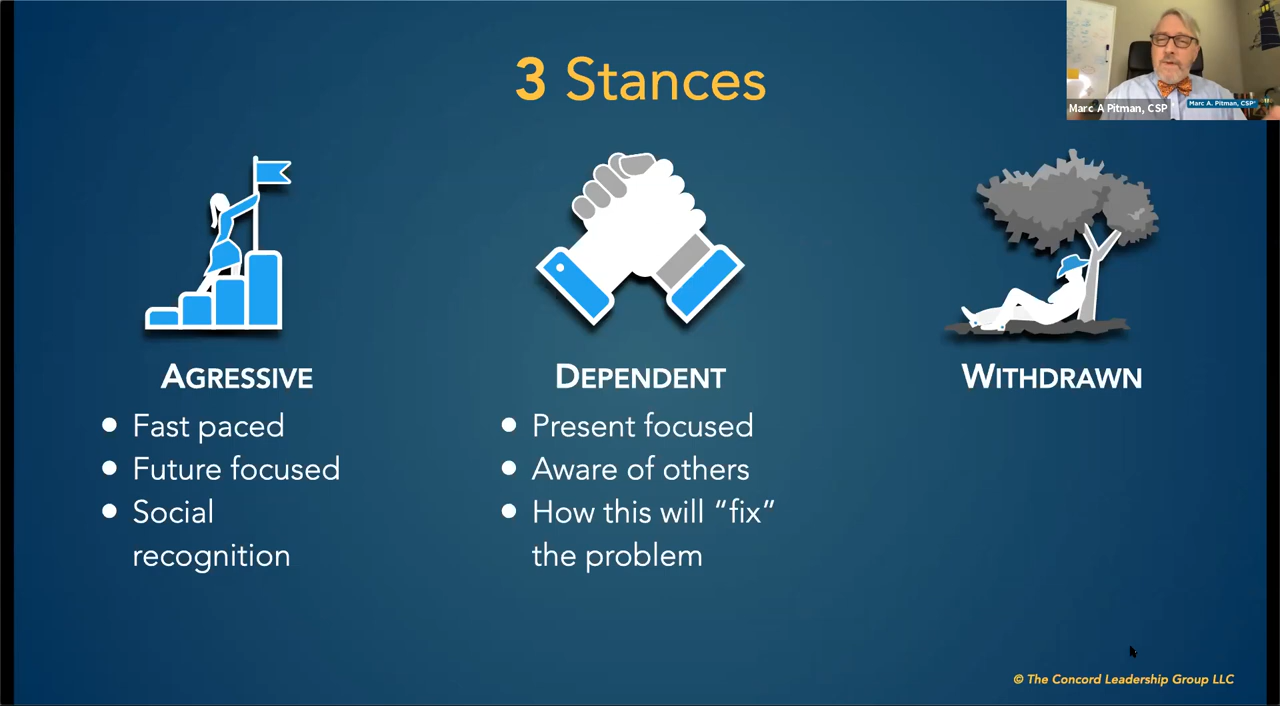 3 Stances
Marc A Pitman, CSP
Marc A. Pitman, CSP
AGRESSIVE
• Fast paced
• Future focused
• Social
recognition
DEPENDENT
• Present focused
• Aware of others
• How this will “fix”
the problem
WITHDRAWN
© The Concord Leadership Group LLC